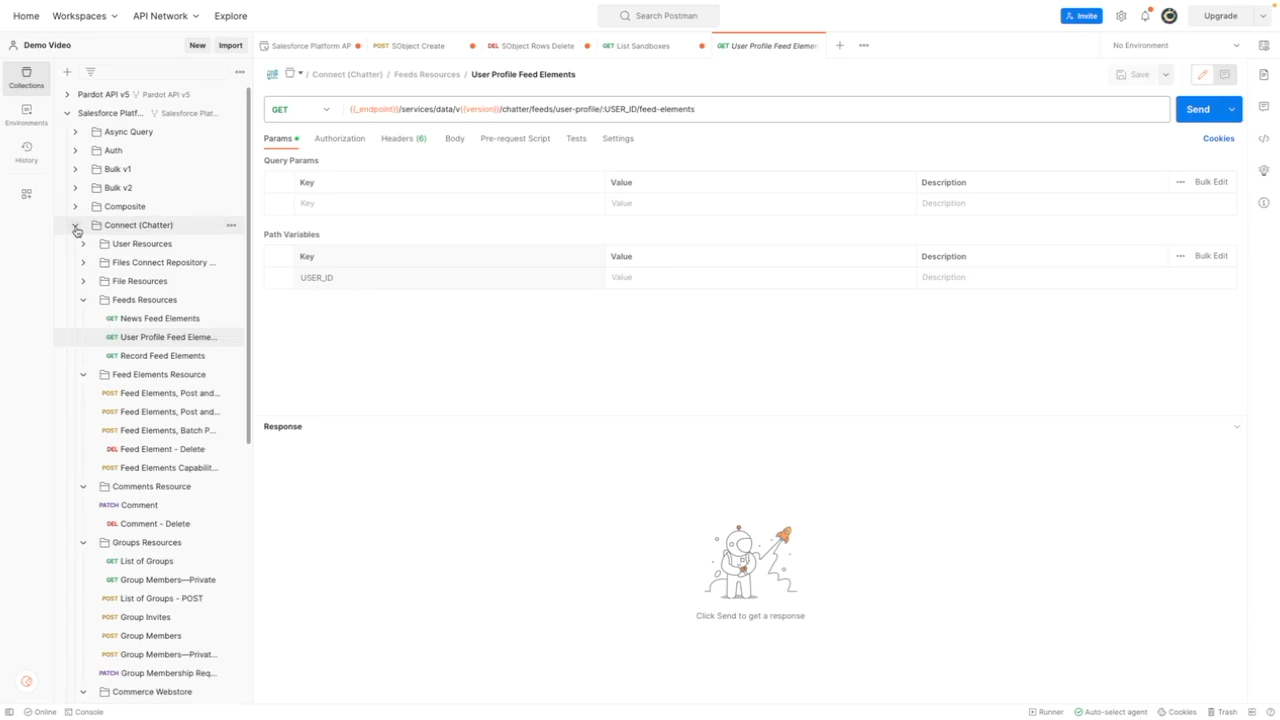 Home Workspaces API Network Explore Search Postman Invite Upgrade
Demo Video New Import Salesforce Platform AP POST SObject Create DEL SObject Rows Delete GET List Sandboxes GET User Profile Feed Elemen No Environment
Collections
Environments
History
Pardot API v5 Pardot API v5
Salesforce Platf... Salesforce Plat...
Async Query
Auth
Bulk v1
Bulk v2
Composite
Connect (Chatter)
User Resources
Files Connect Repository ...
File Resources
Feeds Resources
GET News Feed Elements
GET User Profile Feed Eleme...
GET Record Feed Elements
Feed Elements Resource
POST Feed Elements, Post and...
POST Feed Elements, Post and...
POST Feed Elements, Batch P...
DEL Feed Element - Delete
POST Feed Elements Capabilit...
Comments Resource
PATCH Comment
DEL Comment - Delete
Groups Resources
GET List of Groups
GET Group Members—Private
POST List of Groups - POST
POST Group Invites
POST Group Members
POST Group Members—Privat...
PATCH Group Membership Req...
Commerce Webstore
/ Connect (Chatter) / Feeds Resources / User Profile Feed Elements Save
GET {{_endpoint}}/services/data/v{{version}}/chatter/feeds/user-profile/:USER_ID/feed-elements Send
Params Authorization Headers (6) Body Pre-request Script Tests Settings Cookies
Query Params
Key Value Description Bulk Edit
Key Value Description
Path Variables
Key Value Description Bulk Edit
USER_ID Value Description
Response
Click Send to get a response
Online Console Runner Auto-select agent Cookies Trash